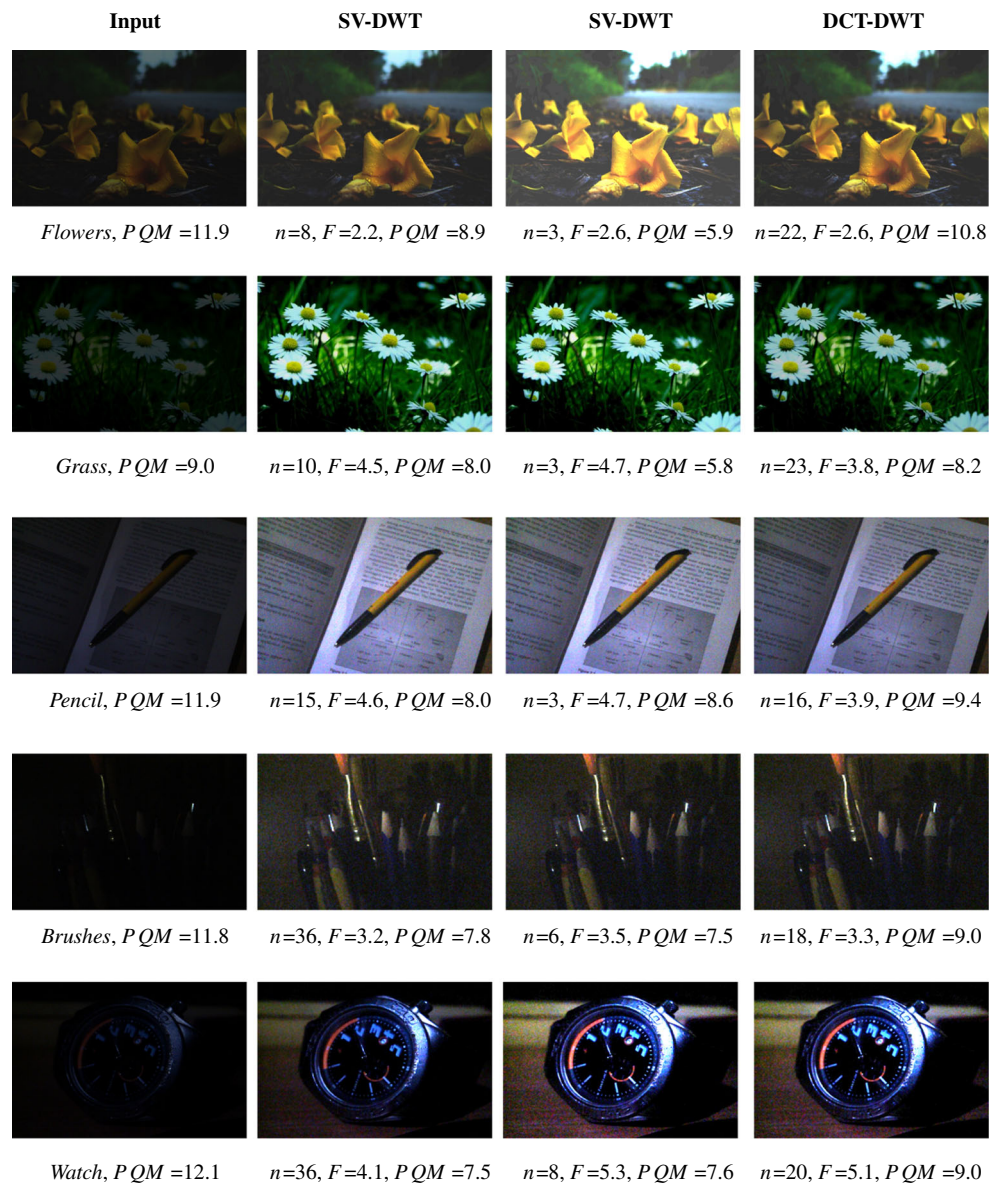 Input SV-DWT SV-DWT DCT-DWT
Flowers, PQM =11.9 n=8, F=2.2, PQM =8.9 n=3, F=2.6, PQM =5.9 n=22, F=2.6, PQM =10.8
Grass, PQM =9.0 n=10, F=4.5, PQM =8.0 n=3, F=4.7, PQM =5.8 n=23, F=3.8, PQM =8.2
Pencil, PQM =11.9 n=15, F=4.6, PQM =8.0 n=3, F=4.7, PQM =8.6 n=16, F=3.9, PQM =9.4
Brushes, PQM =11.8 n=36, F=3.2, PQM =7.8 n=6, F=3.5, PQM =7.5 n=18, F=3.3, PQM =9.0
Watch, PQM =12.1 n=36, F=4.1, PQM =7.5 n=8, F=5.3, PQM =7.6 n=20, F=5.1, PQM =9.0